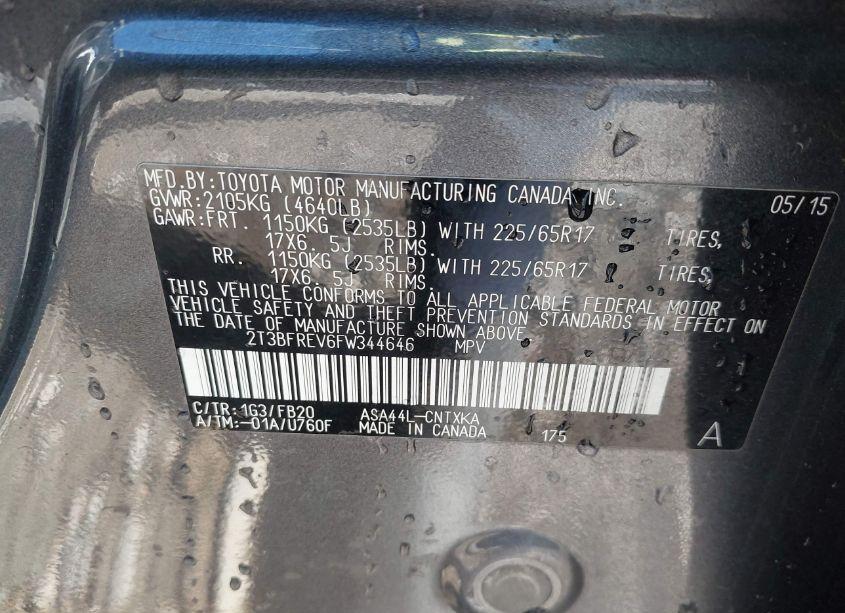 MFD.BY:TOYOTA MOTOR MANUFACTURING CANADA INC. 05/15
GVWR:2105KG (4640LB)
GAWR:FRT. 1150KG (2535LB) WITH 225/65R17 TIRES,
17X6. 5J RIMS.
RR. 1150KG (2535LB) WITH 225/65R17 TIRES,
17X6. 5J RIMS.
THIS VEHICLE CONFORMS TO ALL APPLICABLE FEDERAL MOTOR
VEHICLE SAFETY AND THEFT PREVENTION STANDARDS IN EFFECT ON
THE DATE OF MANUFACTURE SHOWN ABOVE.
2T3BFREV6FW344646 MPV
C/TR:1G3/FB20 ASA44L-CNTXKA
A/TM:-01A/U760F MADE IN CANADA 175 A